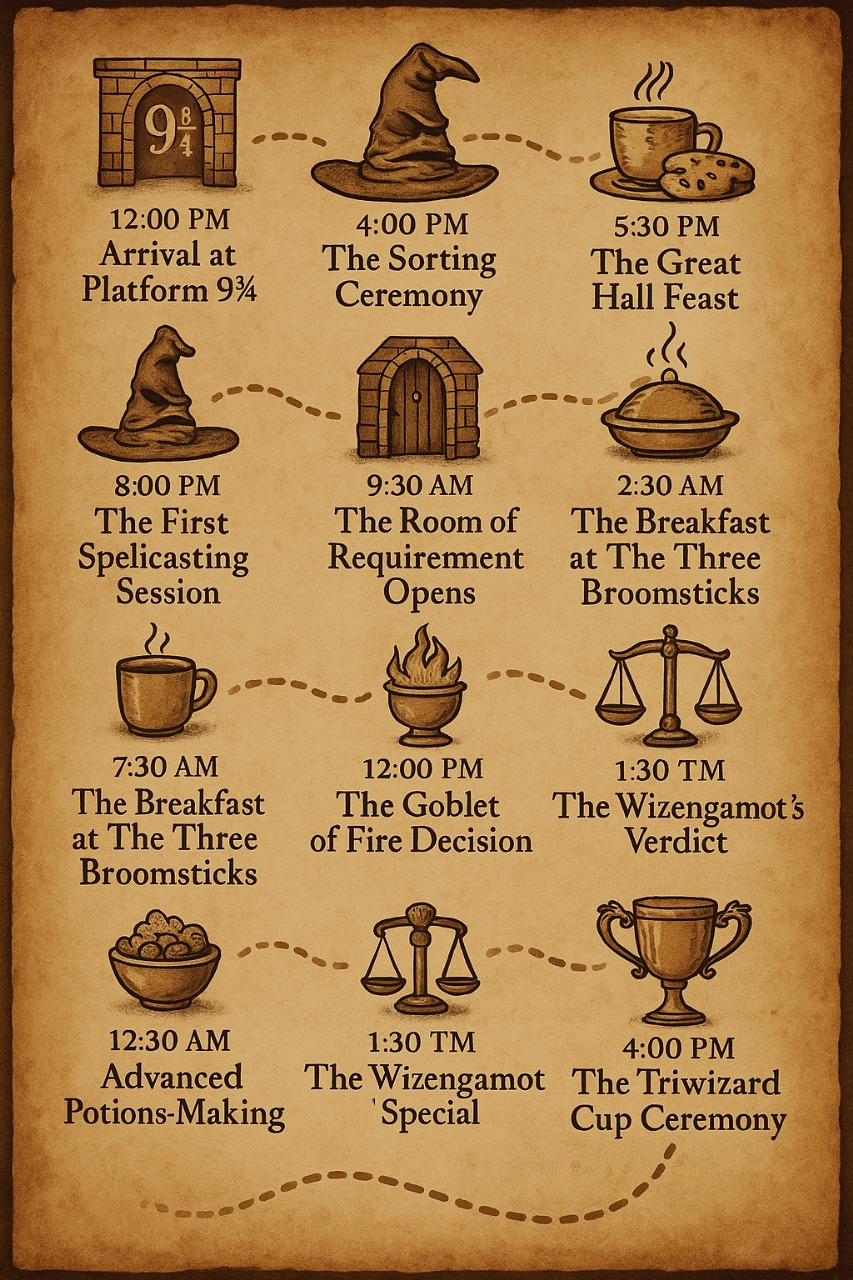 9 8/4
12:00 PM
Arrival at
Platform 9¾
4:00 PM
The Sorting
Ceremony
5:30 PM
The Great
Hall Feast
8:00 PM
The First
Spelicasting
Session
9:30 AM
The Room of
Requirenment
Opens
2:30 AM
The Breakfast
at The Three
Broomsticks
7:30 AM
The Breakfast
at The Three
Broomsticks
12:00 PM
The Goblet
of Fire Decision
1:30 TM
The Wizengamot's
Verdict
12:30 AM
Advanced
Potions-Making
1:30 TM
The Wizengamot
'Special
4:00 PM
The Triwizard
Cup Ceremony